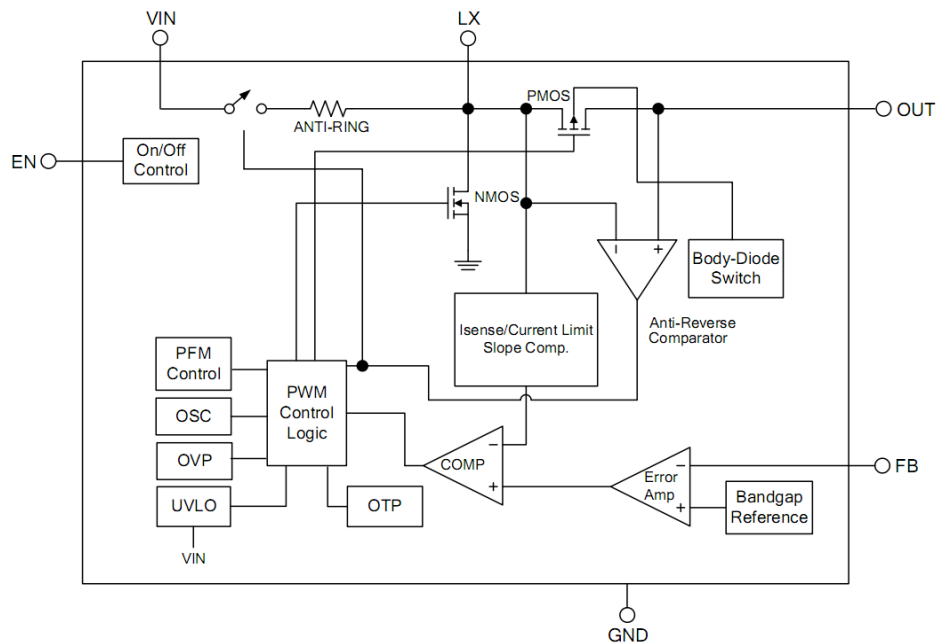 VIN
LX
PMOS
OUT
ANTI-RING
EN
On/Off
Control
NMOS
−
+
Body-Diode
Switch
Isense/Current Limit
Slope Comp.
Anti-Reverse
Comparator
PFM
Control
PWM
Control
Logic
OSC
OVP
COMP
−
+
Error
Amp
−
+
FB
Bandgap
Reference
UVLO
OTP
VIN
GND